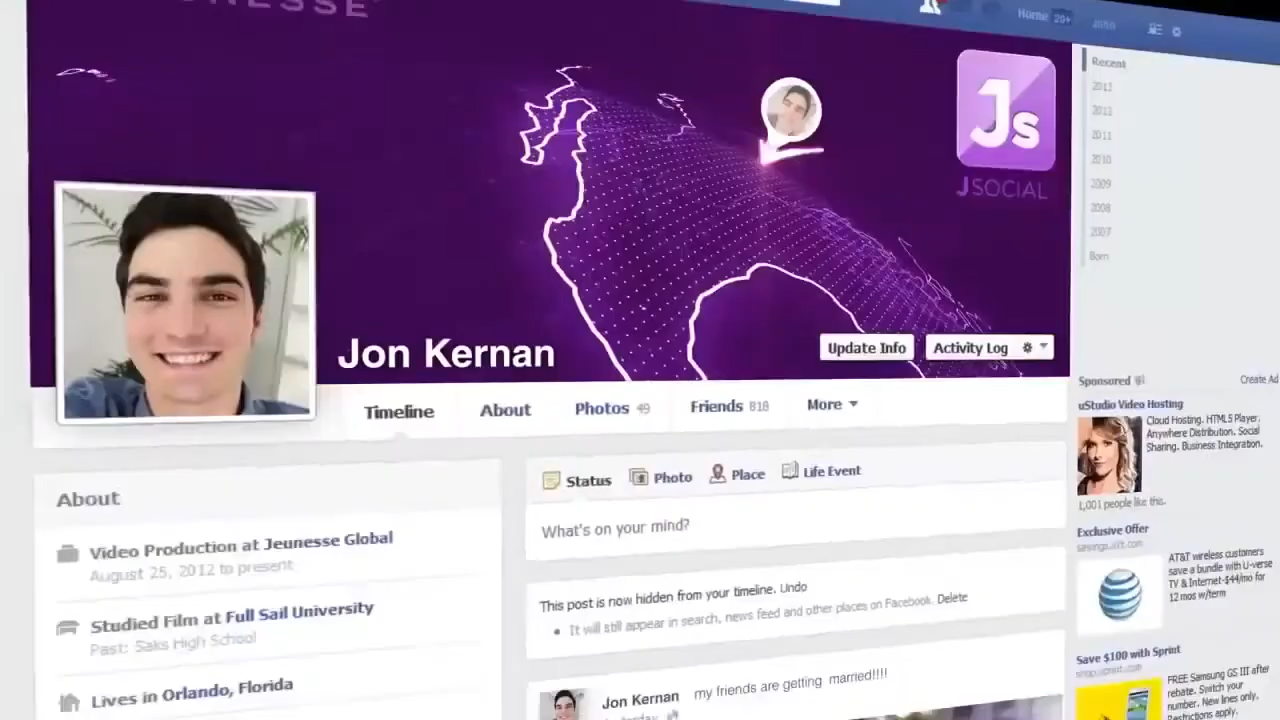 Home 20+
Js
JSOCIAL
Recent
2013
2012
2011
2010
2009
2008
2007
Born
Jon Kernan
Update Info
Activity Log
Timeline
About
Photos 49
Friends 818
More
About
Video Production at Jeunesse Global
August 25, 2012 to present
Studied Film at Full Sail University
Past: Saks High School
Lives in Orlando, Florida
Status
Photo
Place
Life Event
What's on your mind?
This post is now hidden from your timeline. Undo
It will still appear in search, news feed and other places on Facebook. Delete
Jon Kernan
my friends are getting married!!!!
Sponsored
Create Ad
uStudio Video Hosting
Cloud Hosting. HTML5 Player.
Anywhere Distribution. Social
Sharing. Business Integration.
1,001 people like this.
Exclusive Offer
AT&T wireless customers
save a bundle with U-verse
TV & Internet-$44/mo for
12 mos w/term
Save $100 with Sprint
FREE Samsung GS III after
rebate. Switch your
number. New lines only.
Restrictions apply.